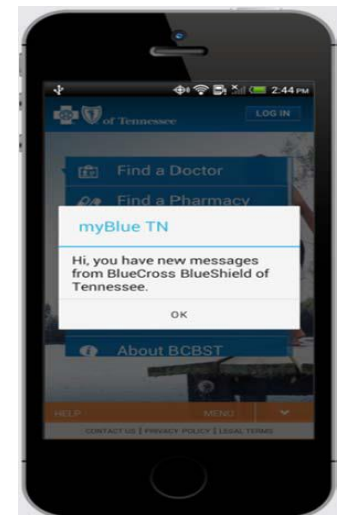 2:44 PM
of Tennessee
LOG IN
Find a Doctor
Find a Pharmacy
myBlue TN
Hi, you have new messages
from BlueCross BlueShield of
Tennessee.
OK
About BCBST
HELP
MENU
CONTACT US | PRIVACY POLICY | LEGAL TERMS